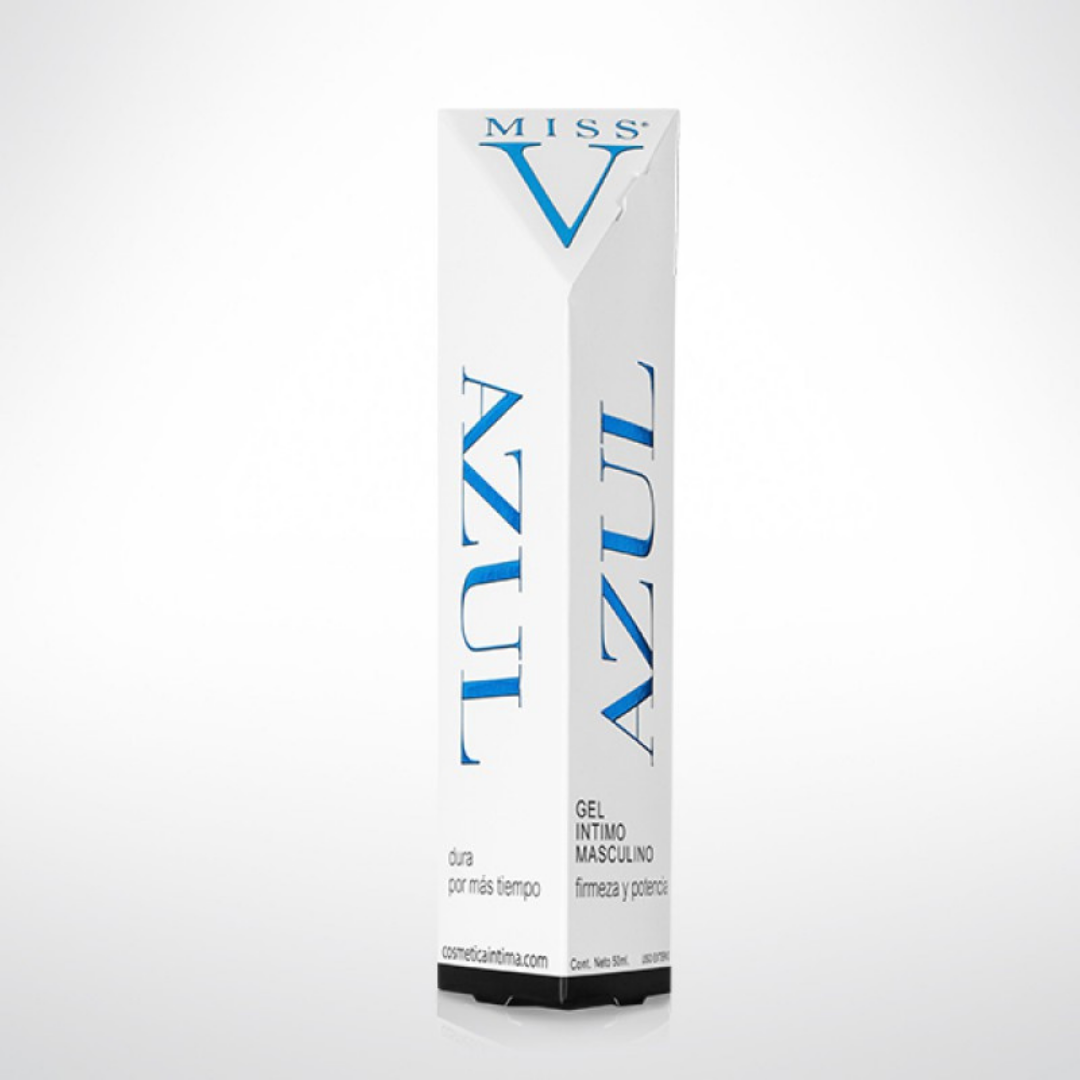 MISS®
V
AZUL
dura
por más tiempo
cosmeticaintima.com
AZUL
GEL
INTIMO
MASCULINO
firmeza y potencia
Cont. Neto 50ml.